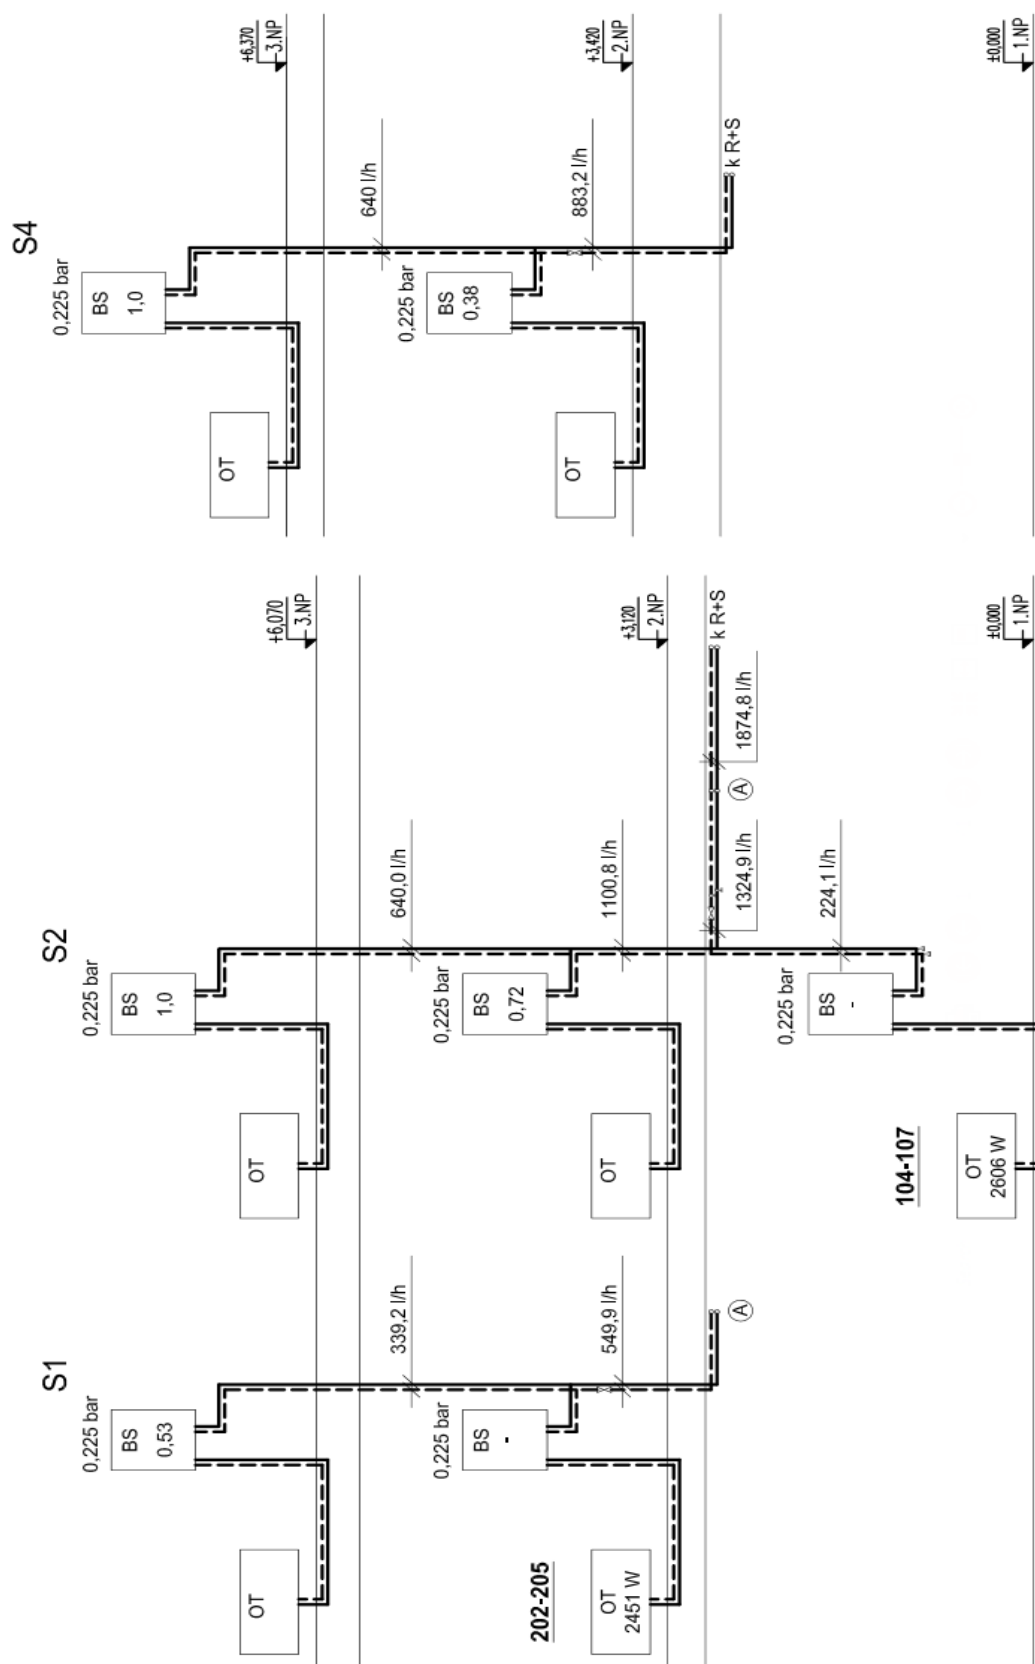 S4
0,225 bar
BS
1,0
OT
640 l/h
+6,370
3.NP
0,225 bar
BS
0,38
OT
883,2 l/h
+3,420
2.NP
k R+S
±0,000
1.NP
S1
0,225 bar
BS
0,53
OT
339,2 l/h
0,225 bar
BS
-
202-205
OT
2451 W
549,9 l/h
A
S2
0,225 bar
BS
1,0
OT
640,0 l/h
+6,070
3.NP
0,225 bar
BS
0,72
OT
1100,8 l/h
+3,120
2.NP
1324,9 l/h
A
1874,8 l/h
k R+S
0,225 bar
BS
-
224,1 l/h
104-107
OT
2606 W
±0,000
1.NP